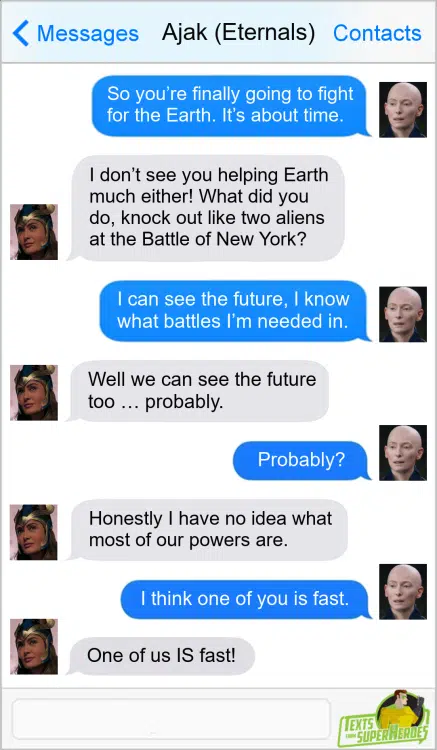 Messages Ajak (Eternals) Contacts
So you’re finally going to fight
for the Earth. It’s about time.
I don’t see you helping Earth
much either! What did you
do, knock out like two aliens
at the Battle of New York?
I can see the future, I know
what battles I’m needed in.
Well we can see the future
too … probably.
Probably?
Honestly I have no idea what
most of our powers are.
I think one of you is fast.
One of us IS fast!
TEXTS
FROM SUPERHEROES